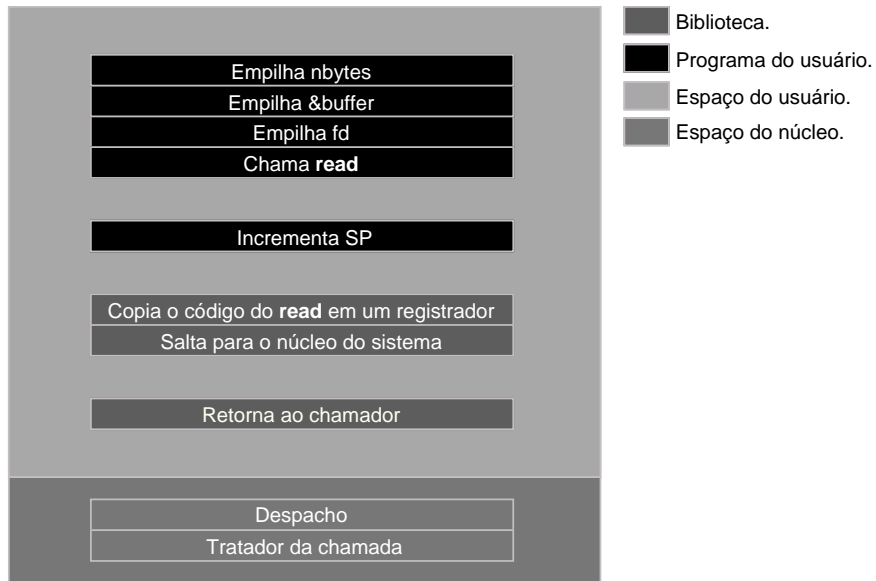 Empilha nbytes
Empilha &buffer
Empilha fd
Chama read
Incrementa SP
Copia o código do read em um registrador
Salta para o núcleo do sistema
Retorna ao chamador
Despacho
Tratador da chamada
Biblioteca.
Programa do usuário.
Espaço do usuário.
Espaço do núcleo.